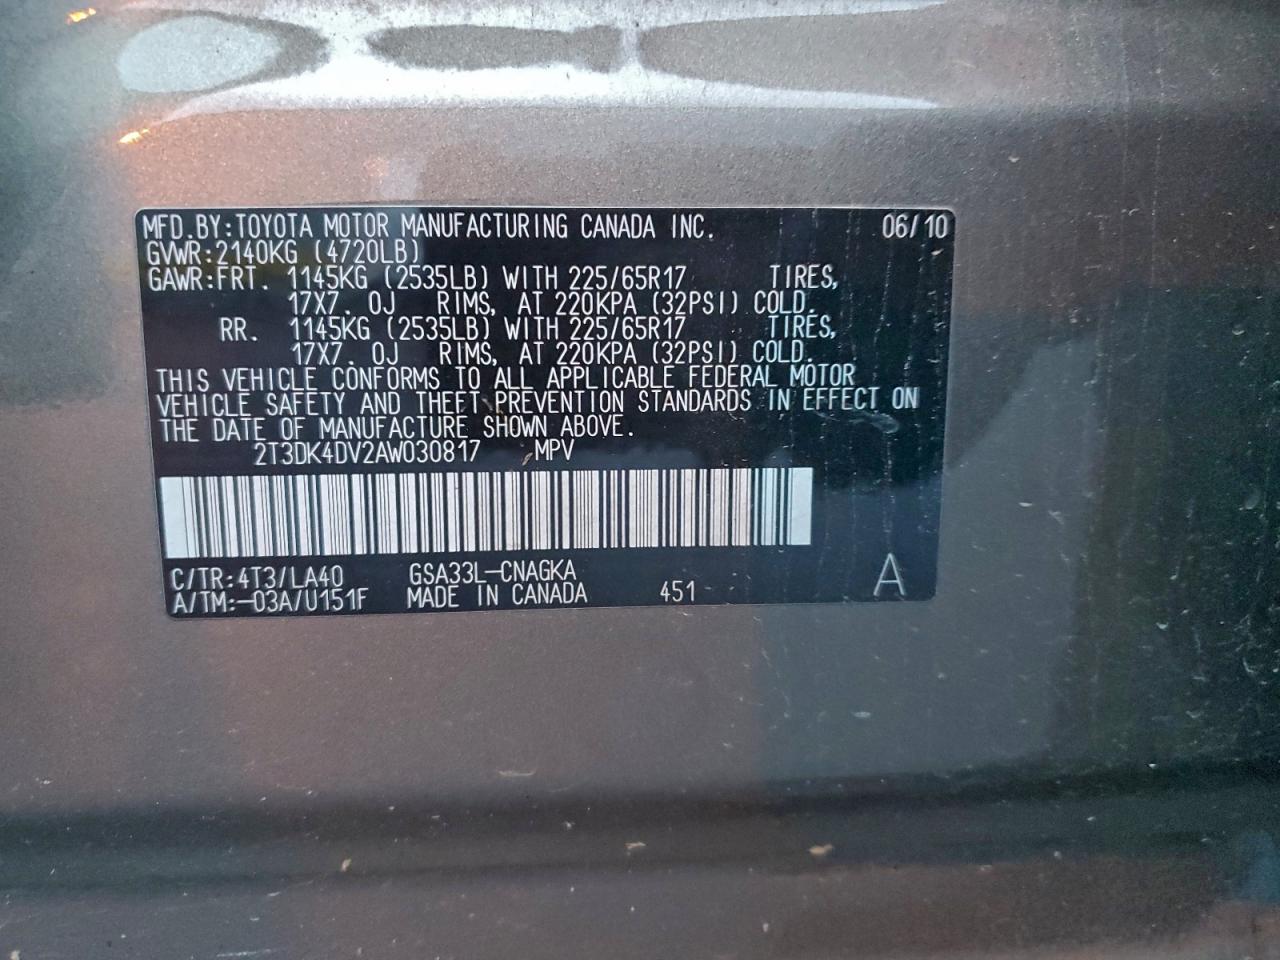 MFD.BY:TOYOTA MOTOR MANUFACTURING CANADA INC. 06/10
GVWR:2140KG (4720LB)
GAWR:FRT. 1145KG (2535LB) WITH 225/65R17 TIRES,
17X7.0J RIMS, AT 220KPA (32PSI) COLD.
RR. 1145KG (2535LB) WITH 225/65R17 TIRES,
17X7.0J RIMS, AT 220KPA (32PSI) COLD.
THIS VEHICLE CONFORMS TO ALL APPLICABLE FEDERAL MOTOR
VEHICLE SAFETY AND THEFT PREVENTION STANDARDS IN EFFECT ON
THE DATE OF MANUFACTURE SHOWN ABOVE.
2T3DK4DV2AW030817 MPV
C/TR:4T3/LA40 GSA33L-CNAGKA
A/TM:-03A/U151F MADE IN CANADA 451 A